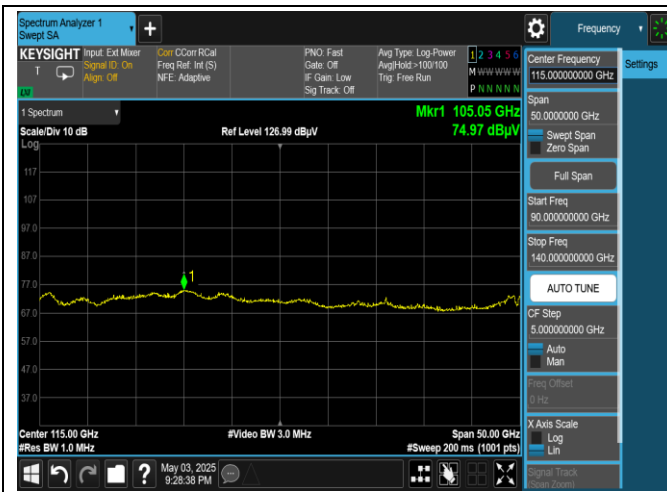 Spectrum Analyzer 1
Swept SA
Frequency
KEYSIGHT
Input: Ext Mixer
Signal ID: On
Align: Off
Corr CCorr RCal
Freq Ref: Int (S)
NFE: Adaptive
PNO: Fast
Gate: Off
IF Gain: Low
Sig Track: Off
Avg Type: Log-Power
Avg|Hold:>100/100
Trig: Free Run
1 2 3 4 5 6
M W W W W W
P N N N N N
T
LXI
Center Frequency
115.000000000 GHz
Settings
Span
50.0000000 GHz
Swept Span
Zero Span
Full Span
Start Freq
90.000000000 GHz
Stop Freq
140.000000000 GHz
AUTO TUNE
CF Step
5.000000000 GHz
Auto
Man
Freq Offset
0 Hz
X Axis Scale
Log
Lin
Signal Track
(Span Zoom)
1 Spectrum
Scale/Div 10 dB
Ref Level 126.99 dBµV
Mkr1 105.05 GHz
74.97 dBµV
Log
117
107
97.0
87.0
77.0
67.0
57.0
47.0
37.0
1
Center 115.00 GHz
#Video BW 3.0 MHz
Span 50.00 GHz
#Res BW 1.0 MHz
#Sweep 200 ms (1001 pts)
?
May 03, 2025
9:28:38 PM